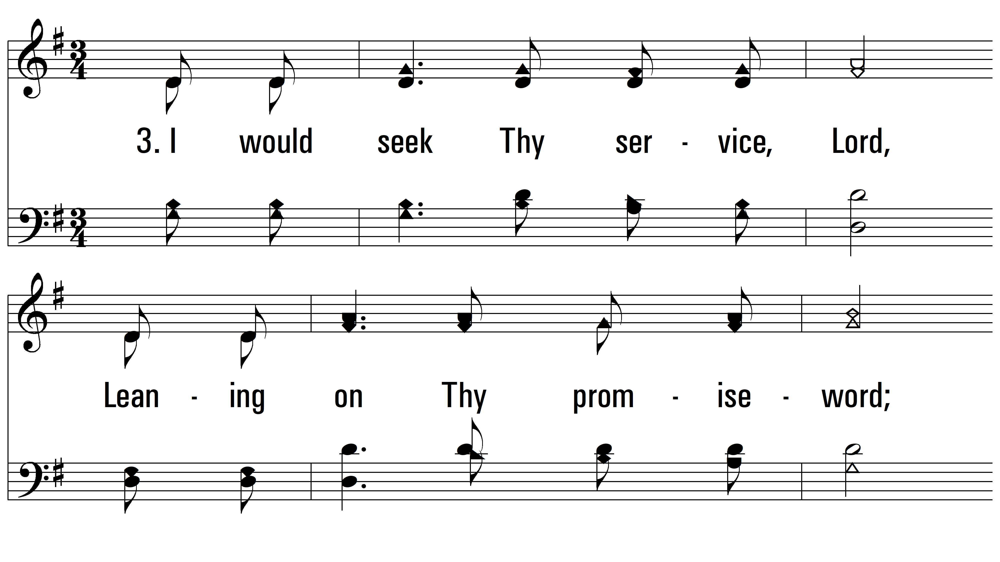 3. I would seek Thy ser - vice, Lord,
Lean - ing on Thy prom - ise - word;